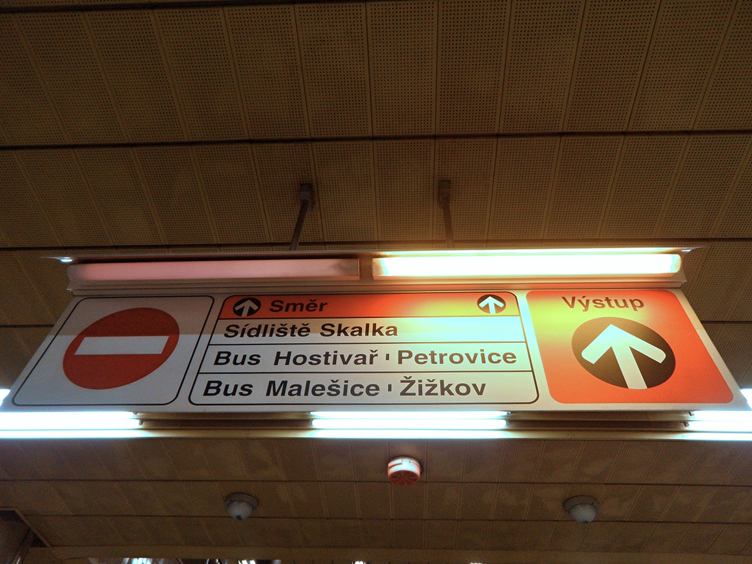 Směr
Sídliště Skalka
Bus Hostivař Petrovice
Bus Malešice Žižkov
Výstup